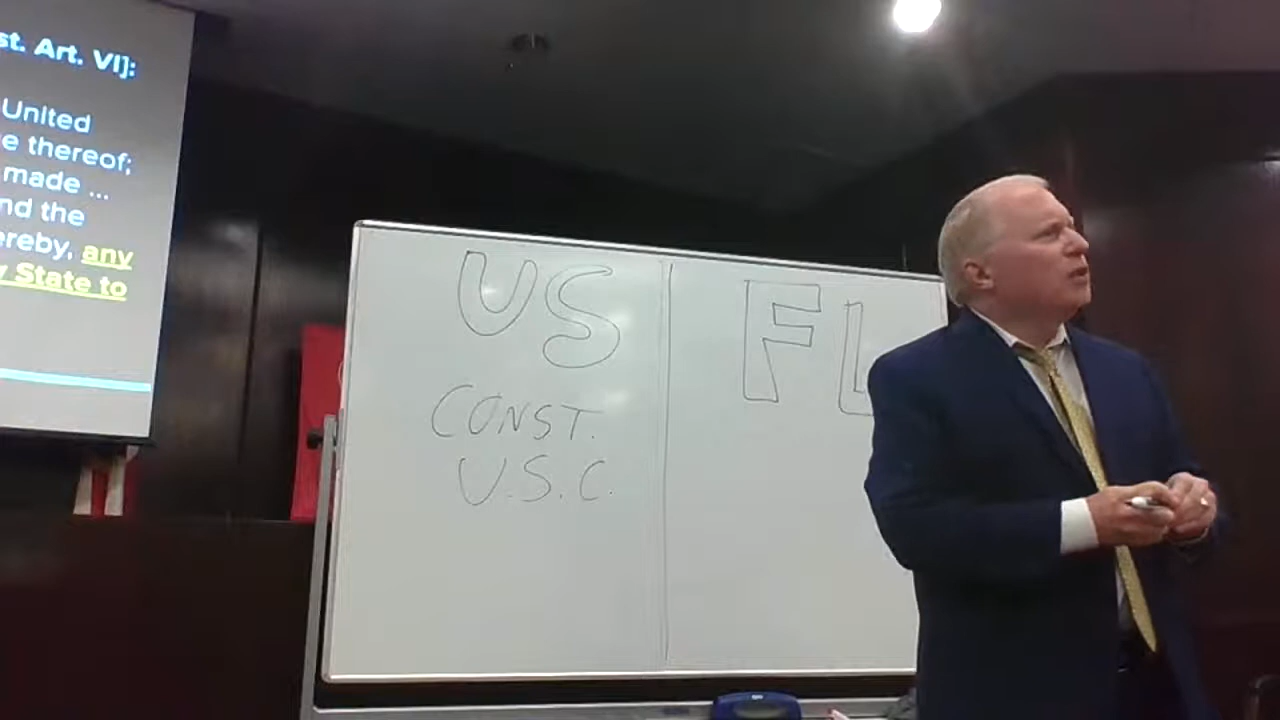 st. Art. VI]:
United
e thereof;
made ...
nd the
ereby, any
y State to
US
CONST.
U.S.C.
FL